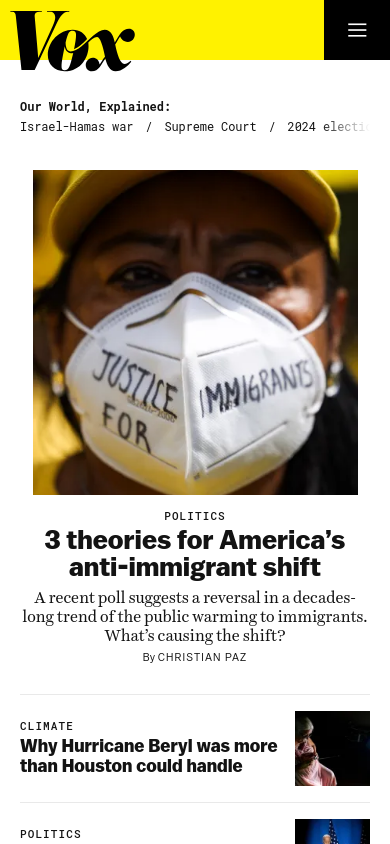 Vox
Our World, Explained:
Israel-Hamas war / Supreme Court / 2024 electi
JUSTICE
FOR
IMMIGRANTS
POLITICS
3 theories for America’s
anti-immigrant shift
A recent poll suggests a reversal in a decades-
long trend of the public warming to immigrants.
What’s causing the shift?
By CHRISTIAN PAZ
CLIMATE
Why Hurricane Beryl was more
than Houston could handle
POLITICS